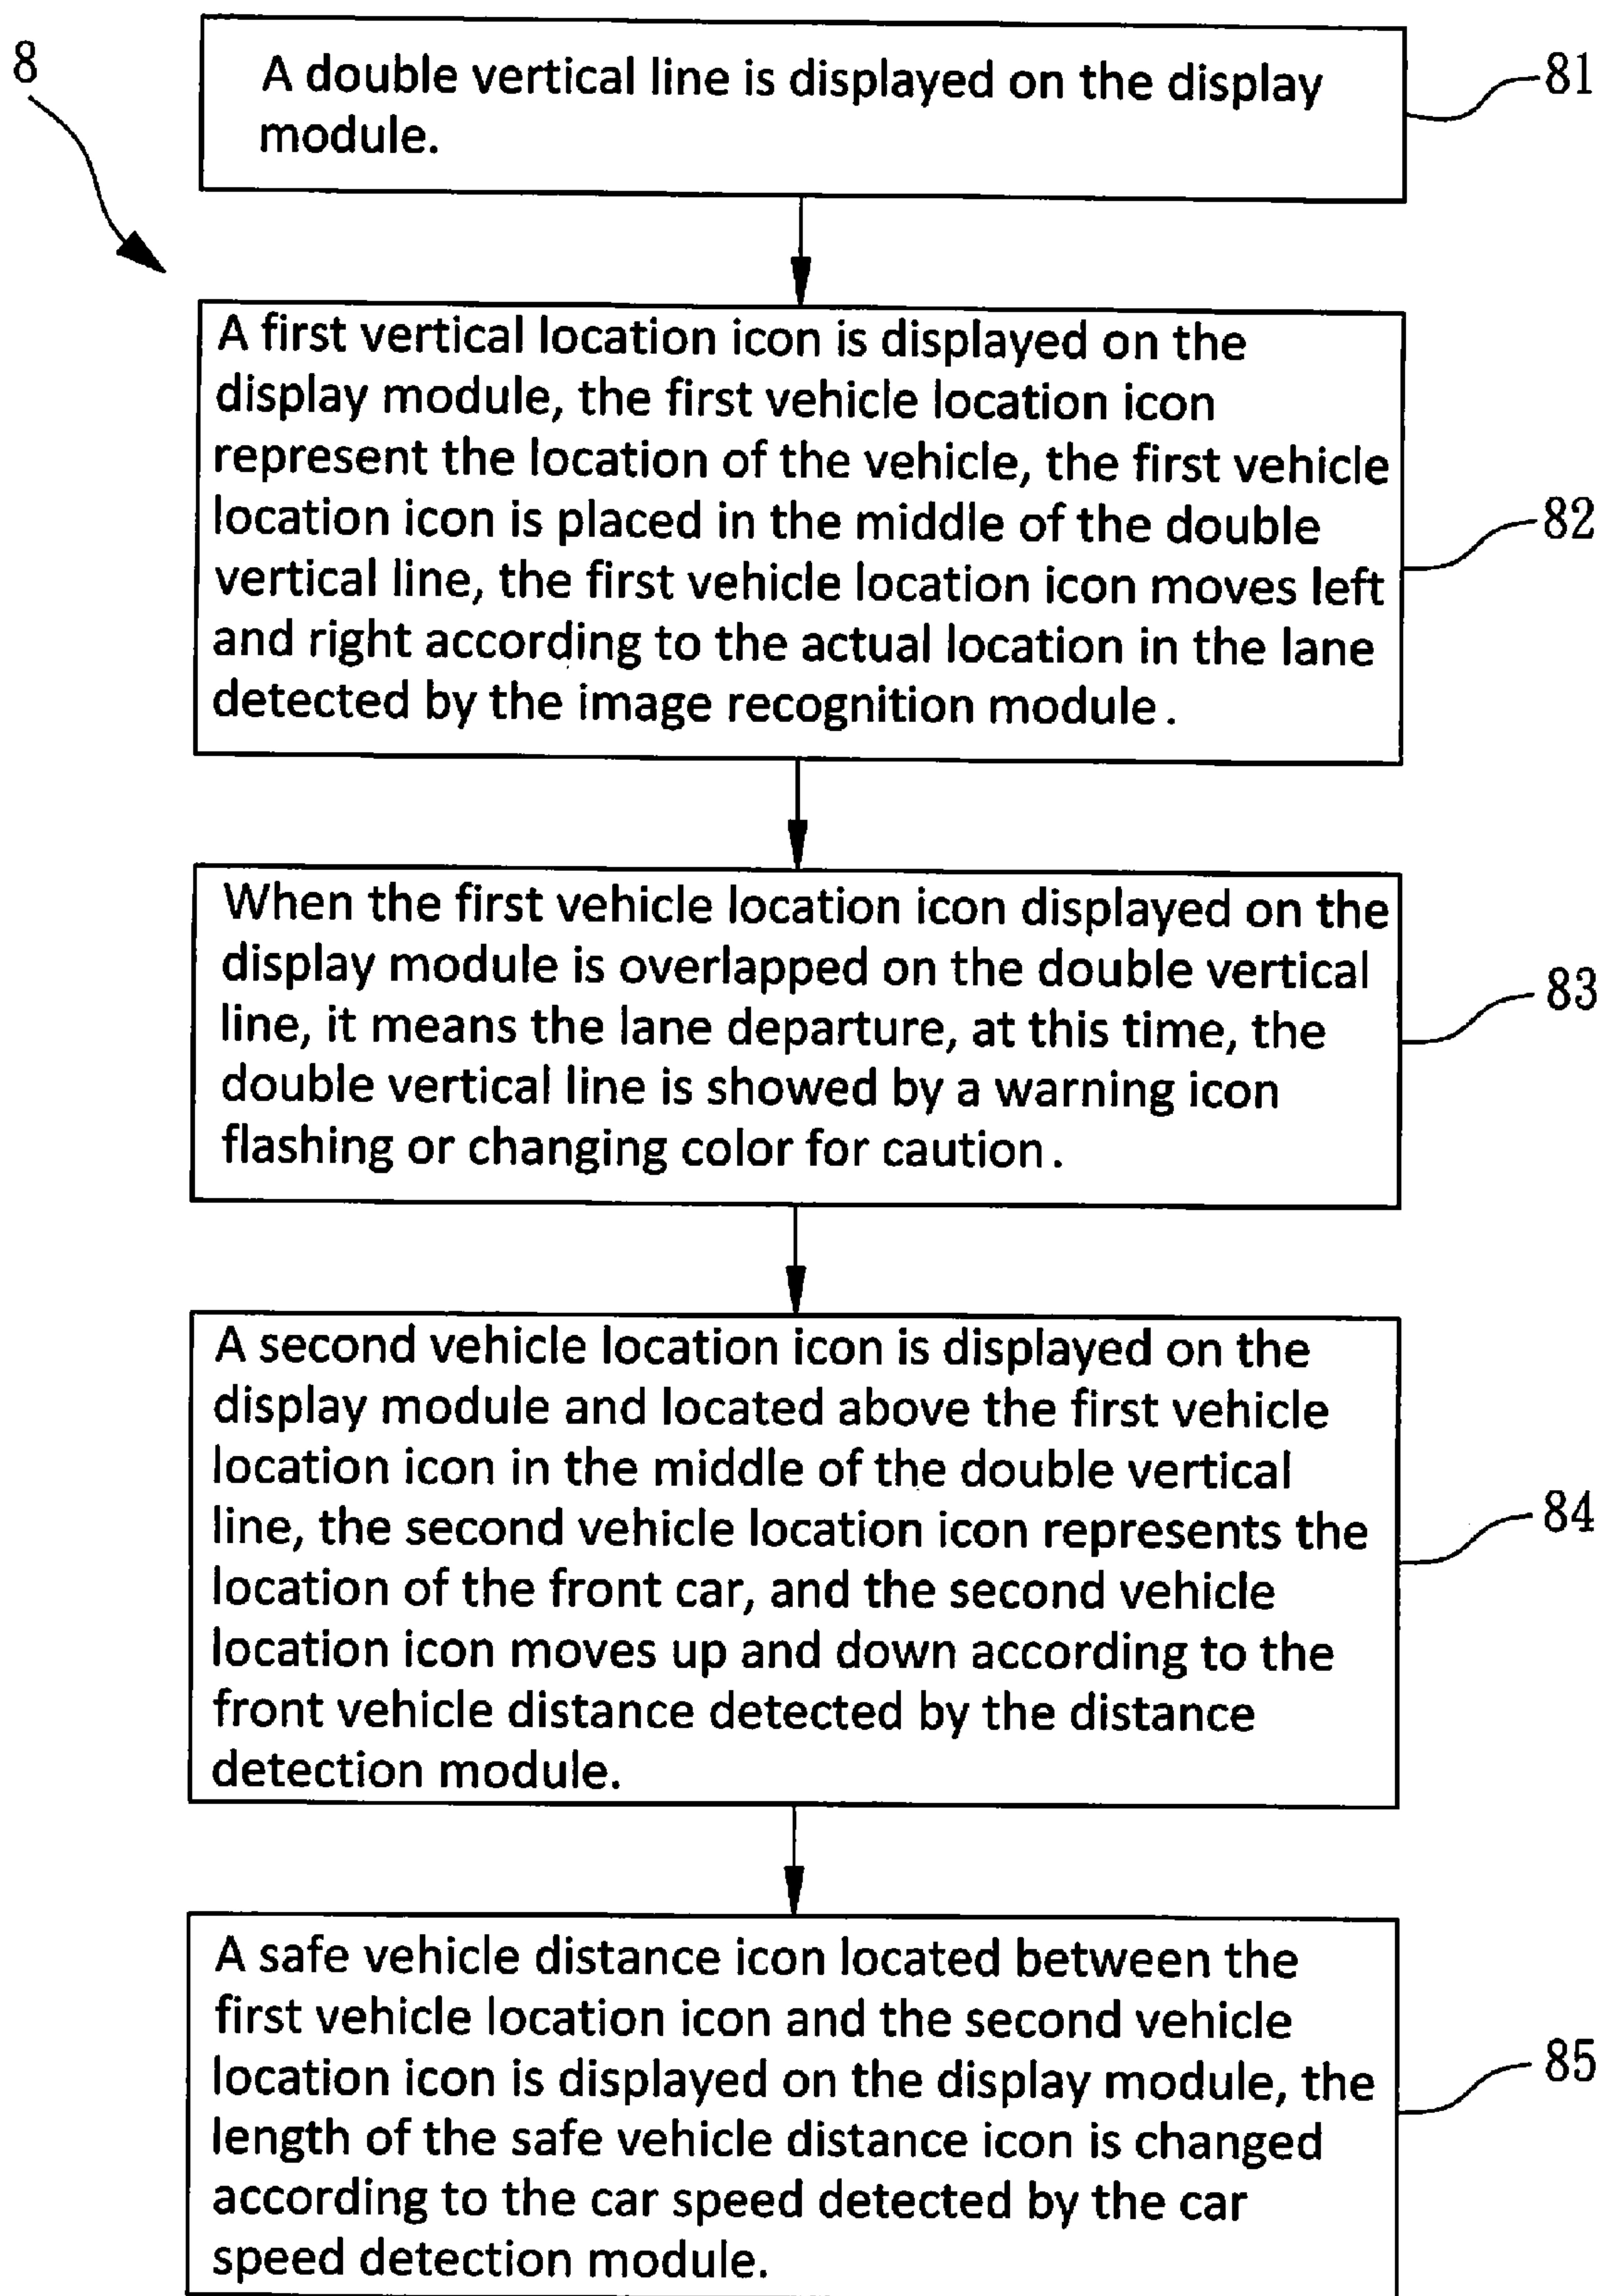 8
A double vertical line is displayed on the display
module.
81
A first vertical location icon is displayed on the
display module, the first vehicle location icon
represent the location of the vehicle, the first vehicle
location icon is placed in the middle of the double
vertical line, the first vehicle location icon moves left
and right according to the actual location in the lane
detected by the image recognition module.
82
When the first vehicle location icon displayed on the
display module is overlapped on the double vertical
line, it means the lane departure, at this time, the
double vertical line is showed by a warning icon
flashing or changing color for caution.
83
A second vehicle location icon is displayed on the
display module and located above the first vehicle
location icon in the middle of the double vertical
line, the second vehicle location icon represents the
location of the front car, and the second vehicle
location icon moves up and down according to the
front vehicle distance detected by the distance
detection module.
84
A safe vehicle distance icon located between the
first vehicle location icon and the second vehicle
location icon is displayed on the display module, the
length of the safe vehicle distance icon is changed
according to the car speed detected by the car
speed detection module.
85